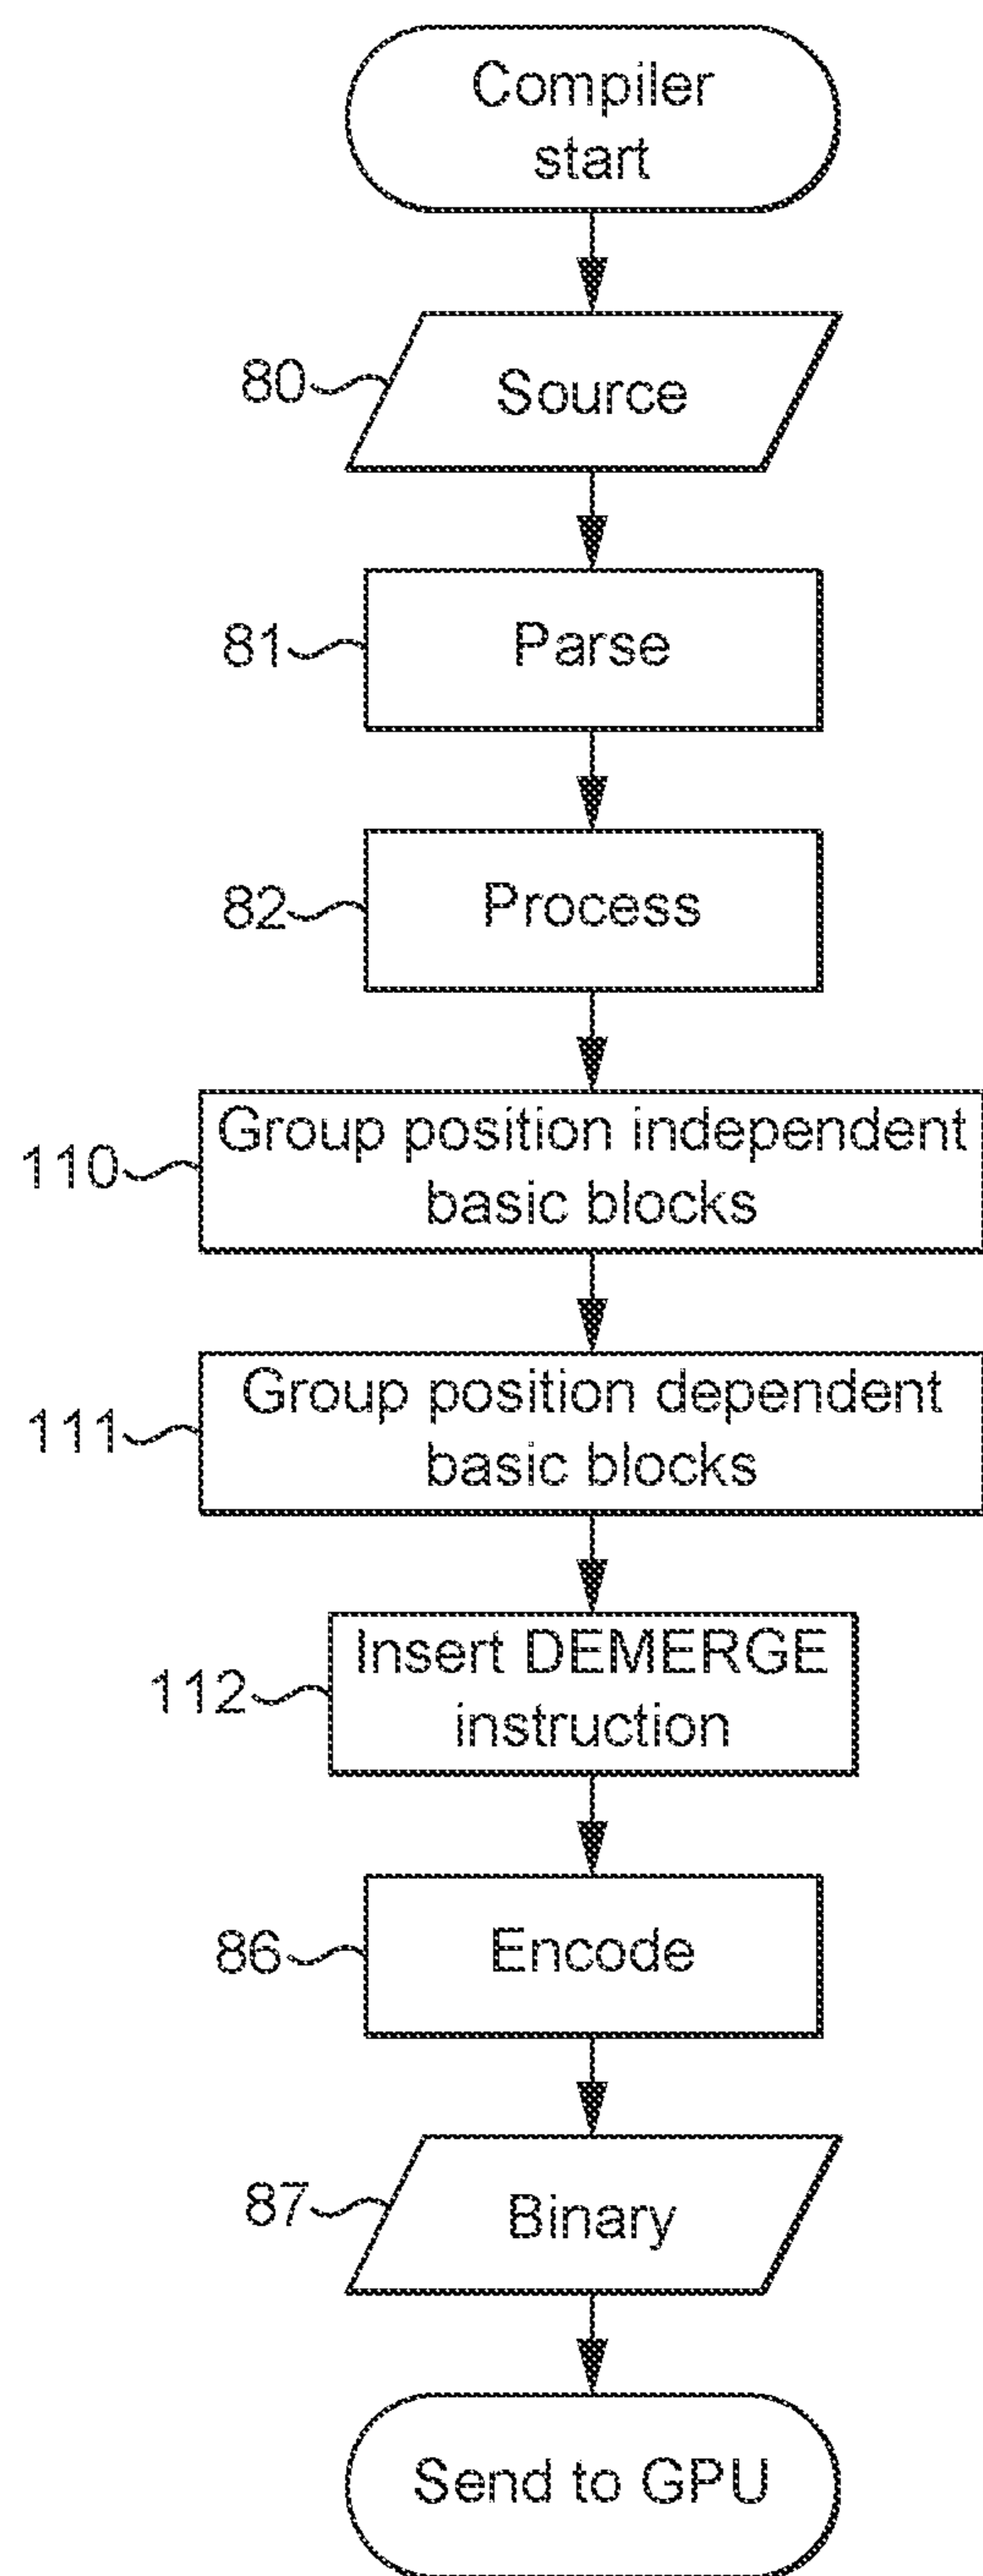 Compiler
start
80
Source
81
Parse
82
Process
110
Group position independent
basic blocks
111
Group position dependent
basic blocks
112
Insert DEMERGE
instruction
86
Encode
87
Binary
Send to GPU